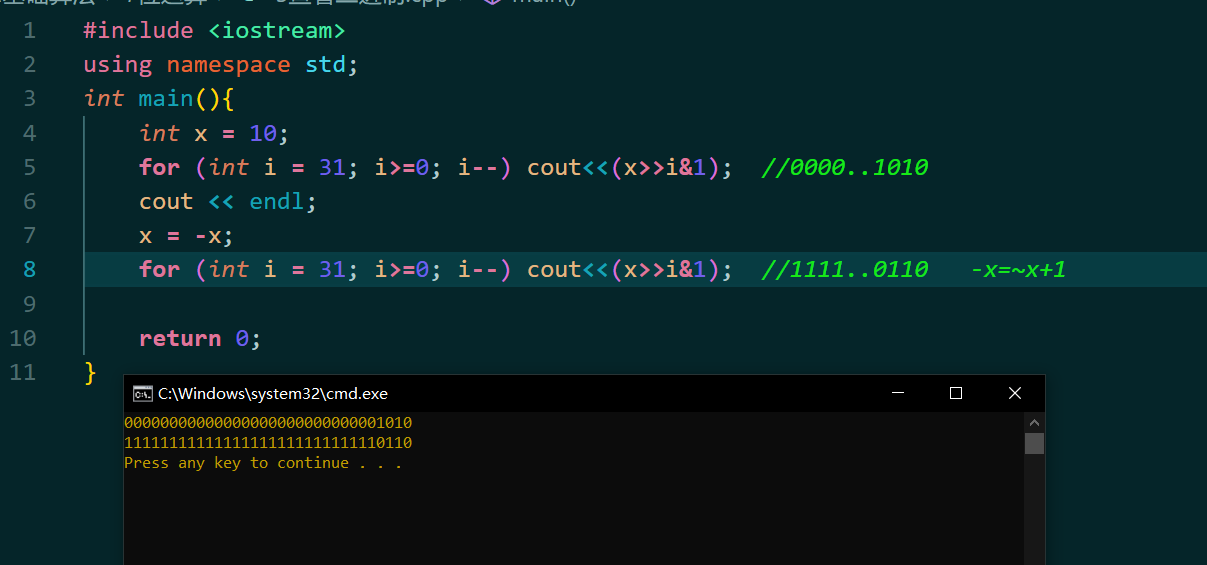 #include <iostream>
using namespace std;
int main(){
int x = 10;
for (int i = 31; i>=0; i--) cout<<(x>>i&1); //0000..1010
cout << endl;
x = -x;
for (int i = 31; i>=0; i--) cout<<(x>>i&1); //1111..0110 -x=~x+1
return 0;
}
1
2
3
4
5
6
7
8
9
10
11
C:\Windows\system32\cmd.exe
00000000000000000000000000001010
11111111111111111111111111110110
Press any key to continue . . .